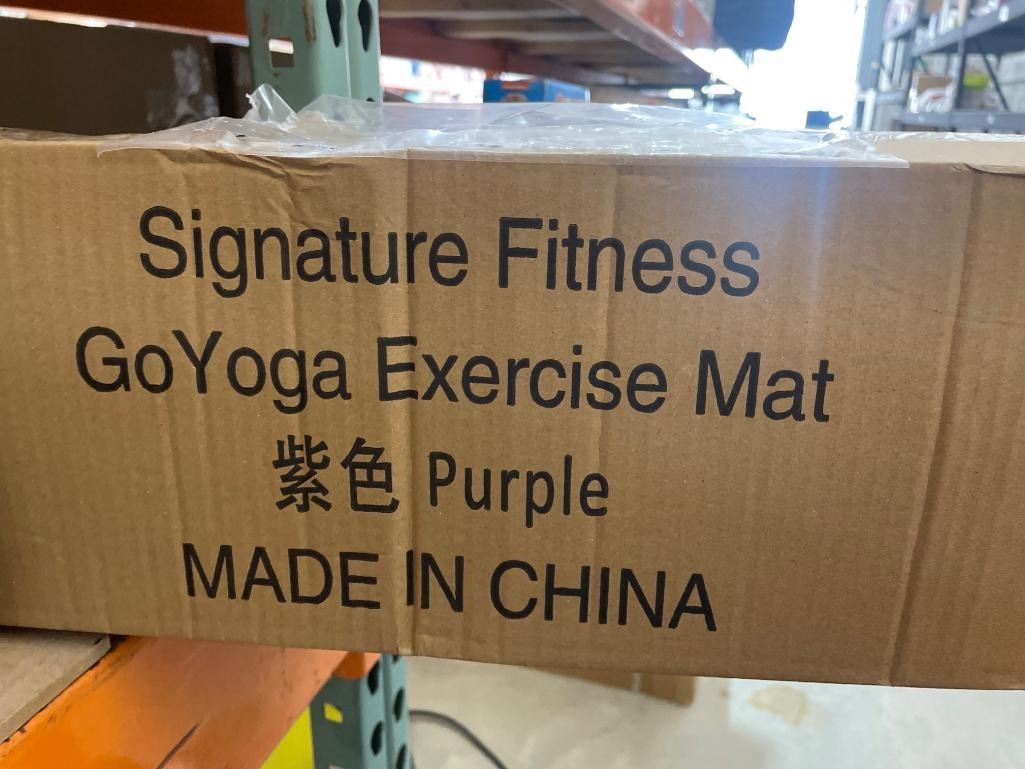 Signature Fitness
GoYoga Exercise Mat
紫色 Purple
MADE IN CHINA